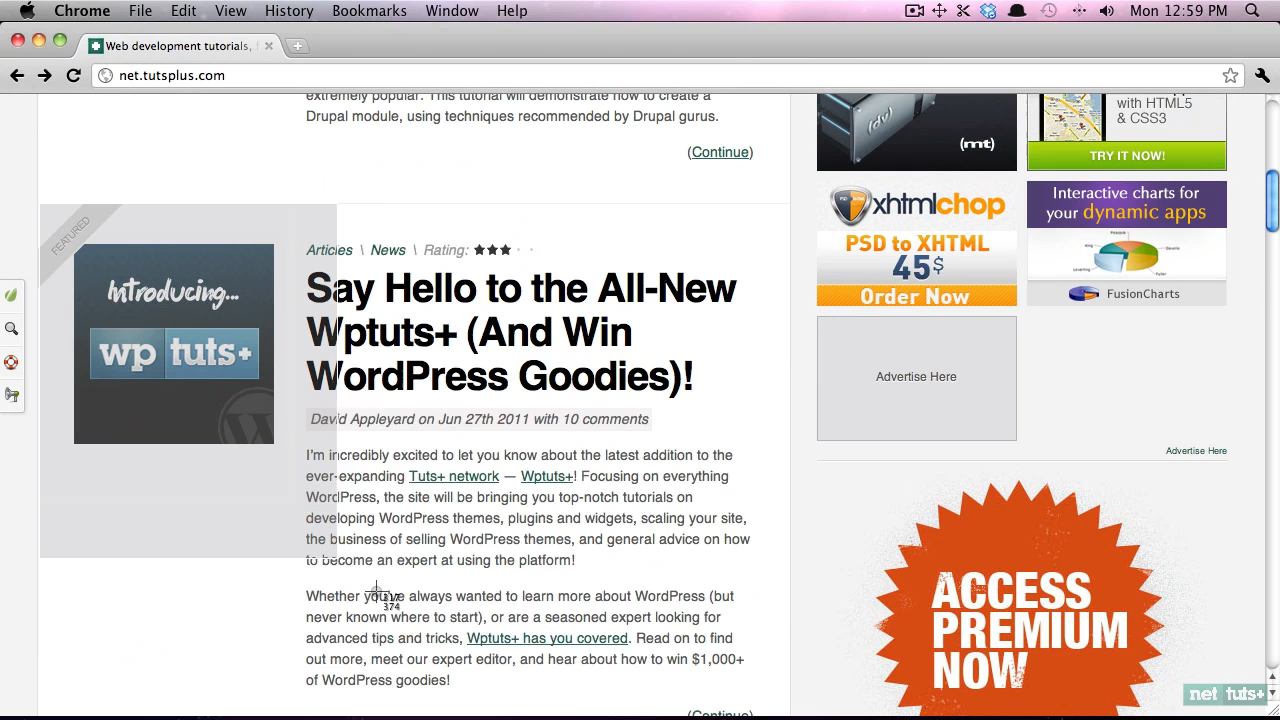 Chrome File Edit View History Bookmarks Window Help Mon 12:59 PM
Web development tutorials,
net.tutsplus.com
extremely popular. This tutorial will demonstrate how to create a
Drupal module, using techniques recommended by Drupal gurus.
(Continue)
FEATURED
Introducing...
wp tuts+
Articles \ News \ Rating:
Say Hello to the All-New
Wptuts+ (And Win
WordPress Goodies)!
David Appleyard on Jun 27th 2011 with 10 comments
I'm incredibly excited to let you know about the latest addition to the
ever-expanding Tuts+ network — Wptuts+! Focusing on everything
WordPress, the site will be bringing you top-notch tutorials on
developing WordPress themes, plugins and widgets, scaling your site,
the business of selling WordPress themes, and general advice on how
to become an expert at using the platform!
Whether you've always wanted to learn more about WordPress (but
374
never known where to start), or are a seasoned expert looking for
advanced tips and tricks, Wptuts+ has you covered. Read on to find
out more, meet our expert editor, and hear about how to win $1,000+
of WordPress goodies!
(Continue)
(dv)
(mt)
with HTML5
& CSS3
TRY IT NOW!
xhtmlchop
PSD to XHTML
45$
Order Now
Interactive charts for
your dynamic apps
FusionCharts
Advertise Here
Advertise Here
ACCESS
PREMIUM
NOW
net tuts+